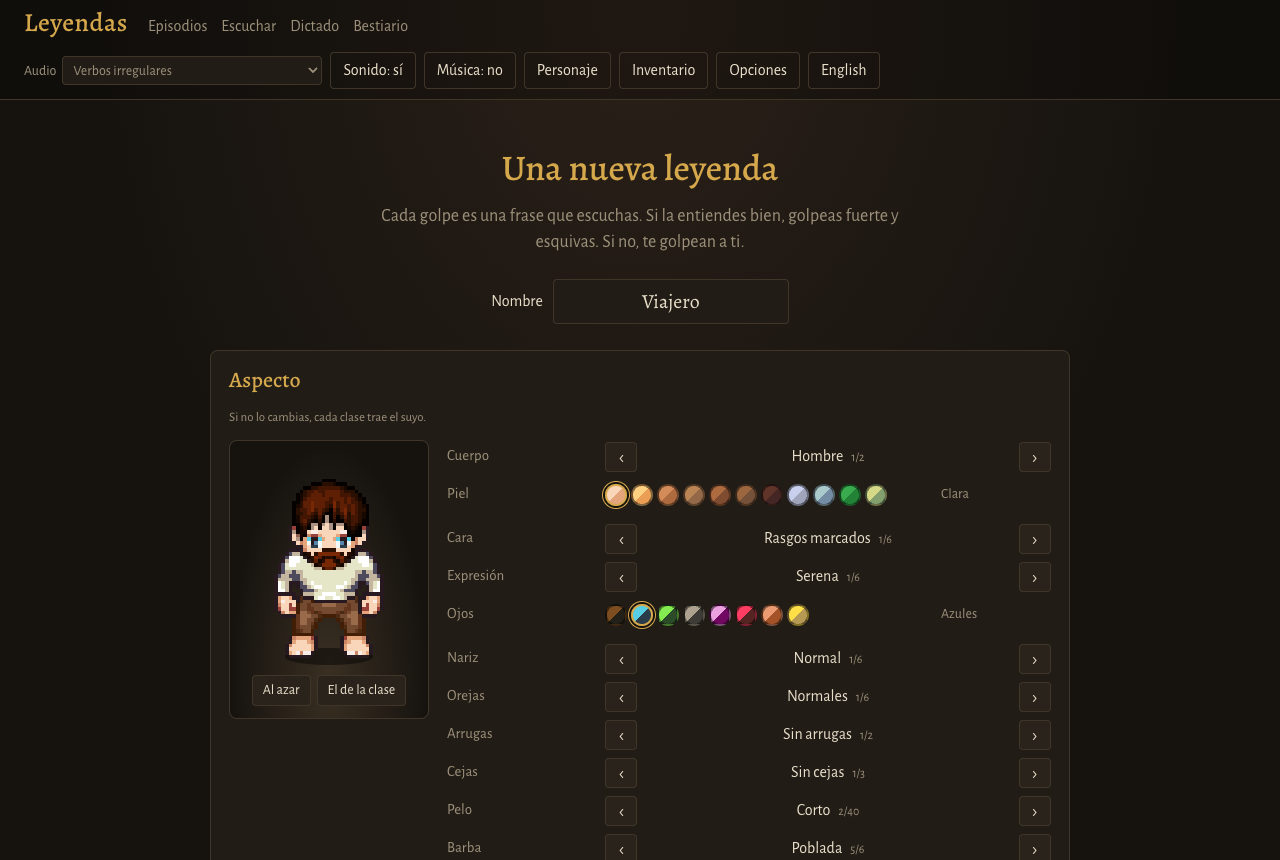 Leyendas Episodios Escuchar Dictado Bestiario
Audio Verbos irregulares Sonido: sí Música: no Personaje Inventario Opciones English
Una nueva leyenda
Cada golpe es una frase que escuchas. Si la entiendes bien, golpeas fuerte y
esquivas. Si no, te golpean a ti.
Nombre Viajero
Aspecto
Si no lo cambias, cada clase trae el suyo.
Cuerpo ‹ Hombre 1/2 ›
Piel Clara
Cara ‹ Rasgos marcados 1/6 ›
Expresión ‹ Serena 1/6 ›
Ojos Azules
Nariz ‹ Normal 1/6 ›
Al azar El de la clase
Orejas ‹ Normales 1/6 ›
Arrugas ‹ Sin arrugas 1/2 ›
Cejas ‹ Sin cejas 1/3 ›
Pelo ‹ Corto 2/40 ›
Barba ‹ Poblada 5/6 ›